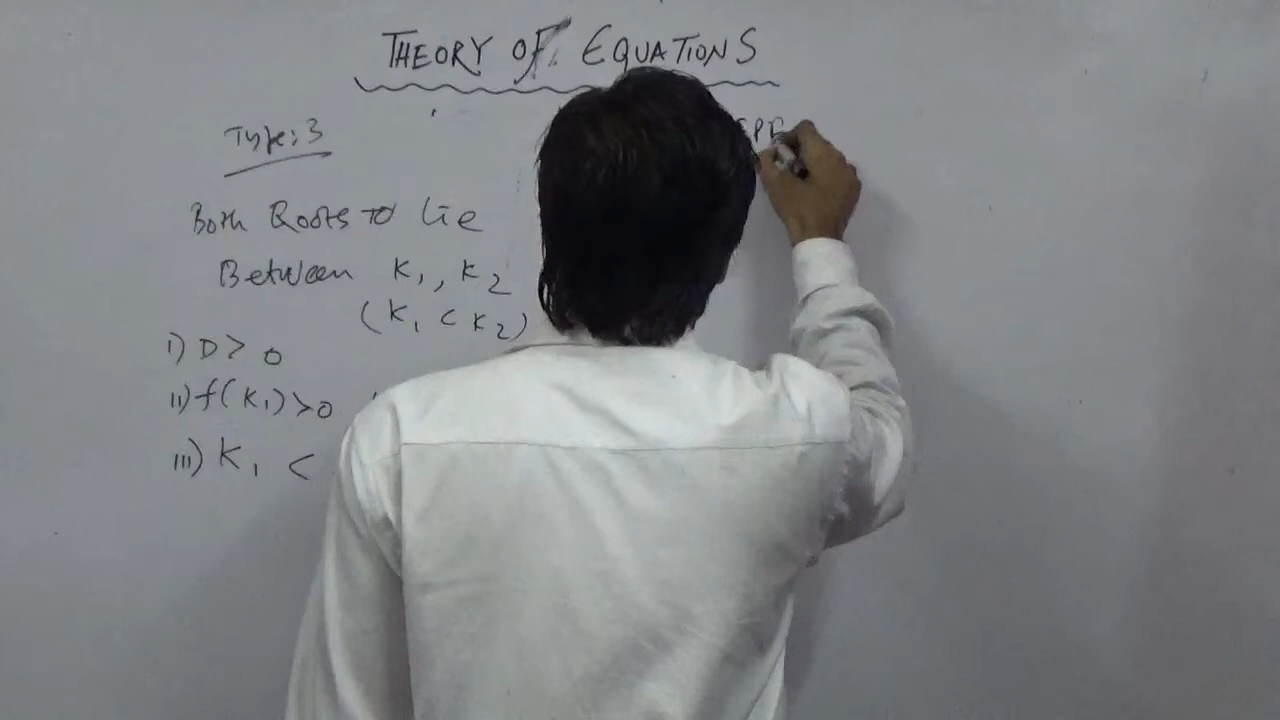 THEORY OF EQUATIONS
Type: 3
Both Roots to Lie
Between K₁, K₂
(K₁ < K₂)
i) D > 0
ii) f(K₁) > 0
iii) K₁ <